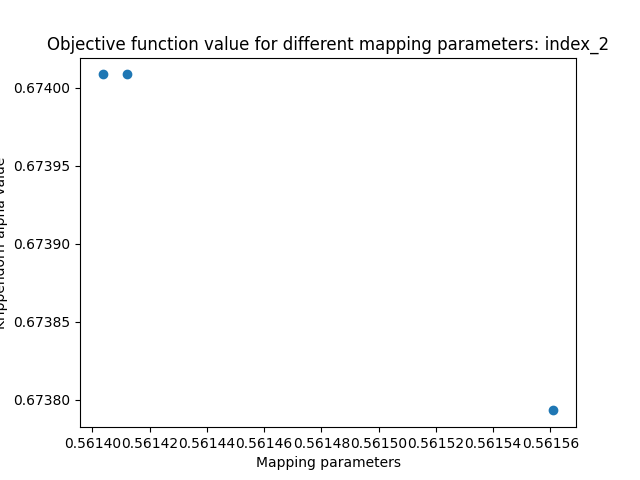 Objective function value for different mapping parameters: index_2
0.67400
0.67395
0.67390
0.67385
0.67380
Krippendorff alpha value
0.56140 0.56142 0.56144 0.56146 0.56148 0.56150 0.56152 0.56154 0.56156
Mapping parameters